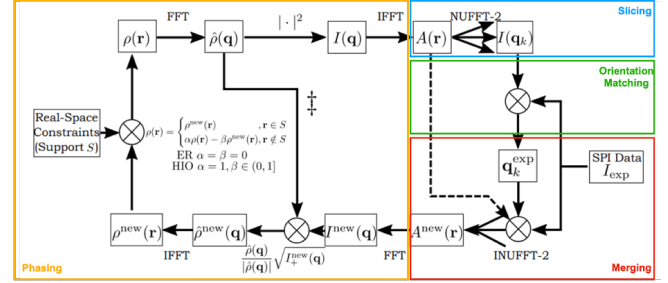 FFT
|·|²
IFFT
NUFFT-2
Slicing
ρ(r)
ρ̂(q)
I(q)
A(r)
I(q_k)
‡
Orientation
Matching
Real-Space
Constraints
(Support S)
ρ(r) = { ρ^new(r) , r ∈ S
αρ(r) − βρ^new(r), r ∉ S
ER α = β = 0
HIO α = 1, β ∈ (0, 1]
q_k^exp
SPI Data
I_exp
ρ^new(r)
ρ̂^new(q)
I^new(q)
A^new(r)
IFFT
ρ̂(q)/|ρ̂(q)| √I_+^new(q)
FFT
INUFFT-2
Phasing
Merging